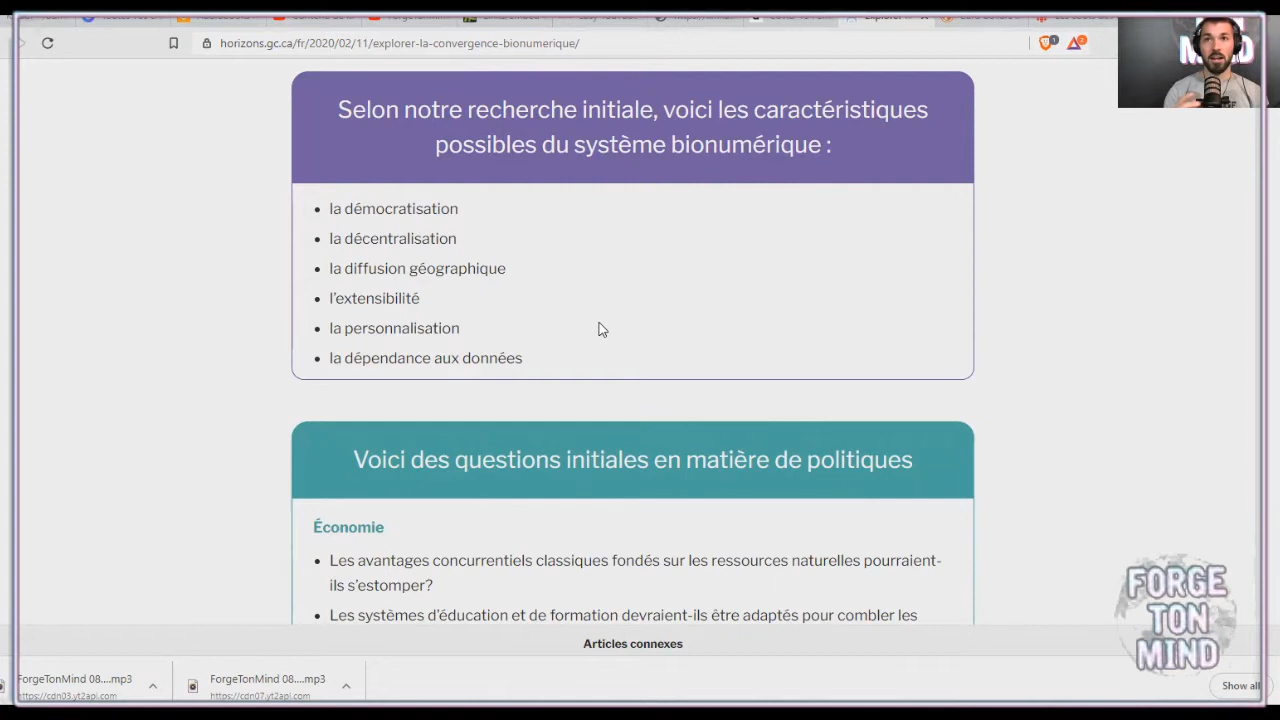 horizons.gc.ca/fr/2020/02/11/explorer-la-convergence-bionumerique/
1
2
MIND
Selon notre recherche initiale, voici les caractéristiques
possibles du système bionumérique :
• la démocratisation
• la décentralisation
• la diffusion géographique
• l'extensibilité
• la personnalisation
• la dépendance aux données
Voici des questions initiales en matière de politiques
Économie
• Les avantages concurrentiels classiques fondés sur les ressources naturelles pourraient-
ils s'estomper?
• Les systèmes d'éducation et de formation devraient-ils être adaptés pour combler les
Articles connexes
FORGE
TON
MIND
ForgeTonMind 08....mp3
https://cdn03.yt2api.com
ForgeTonMind 08....mp3
https://cdn07.yt2api.com
Show all